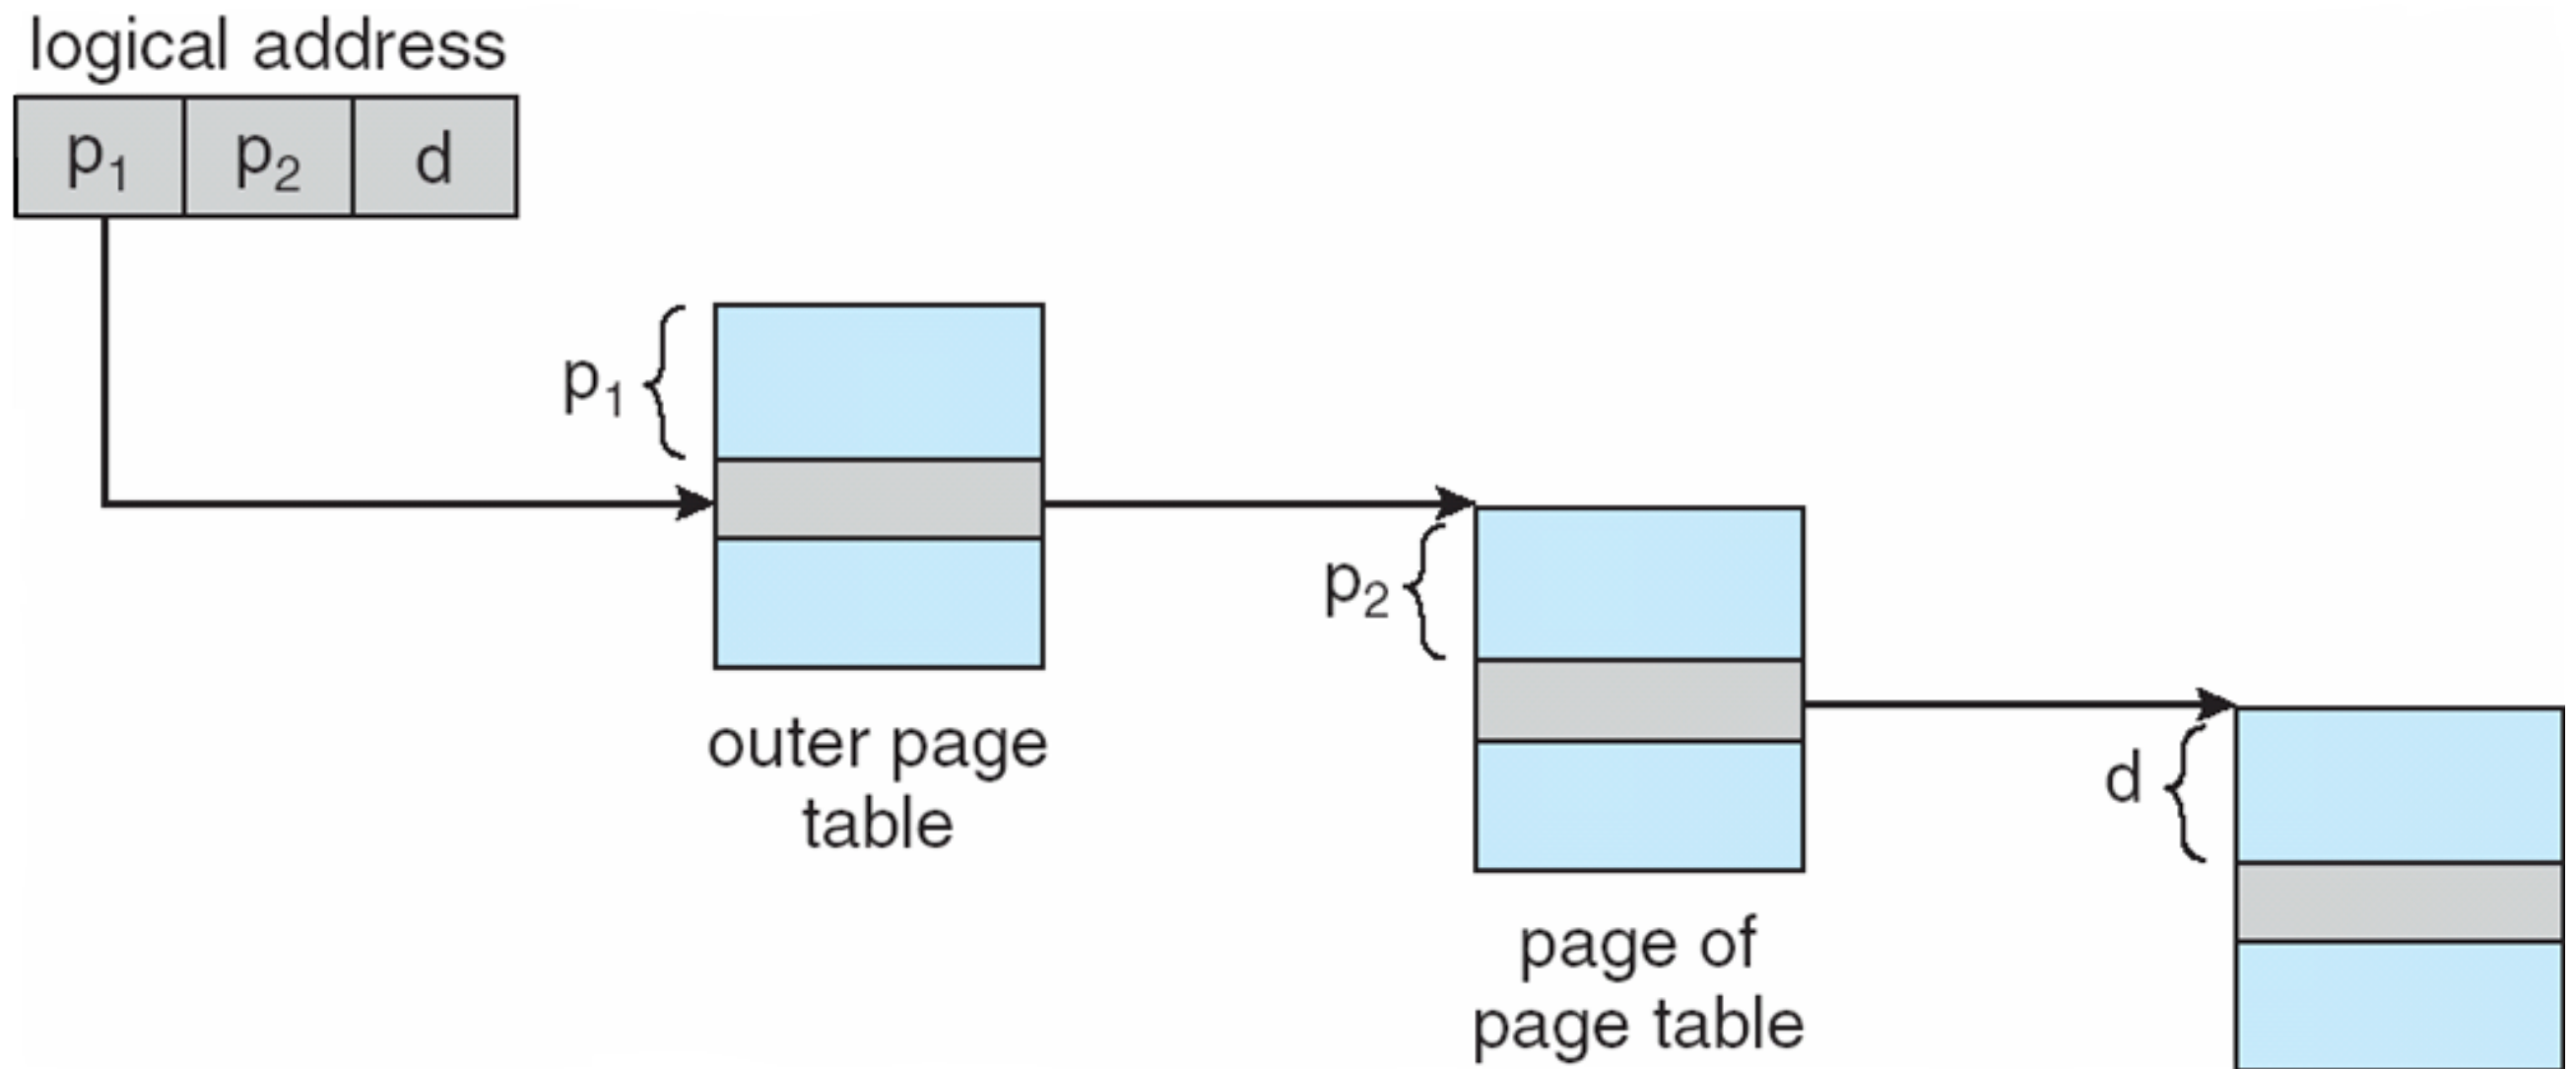 logical address
p₁ p₂ d
p₁
outer page
table
p₂
page of
page table
d